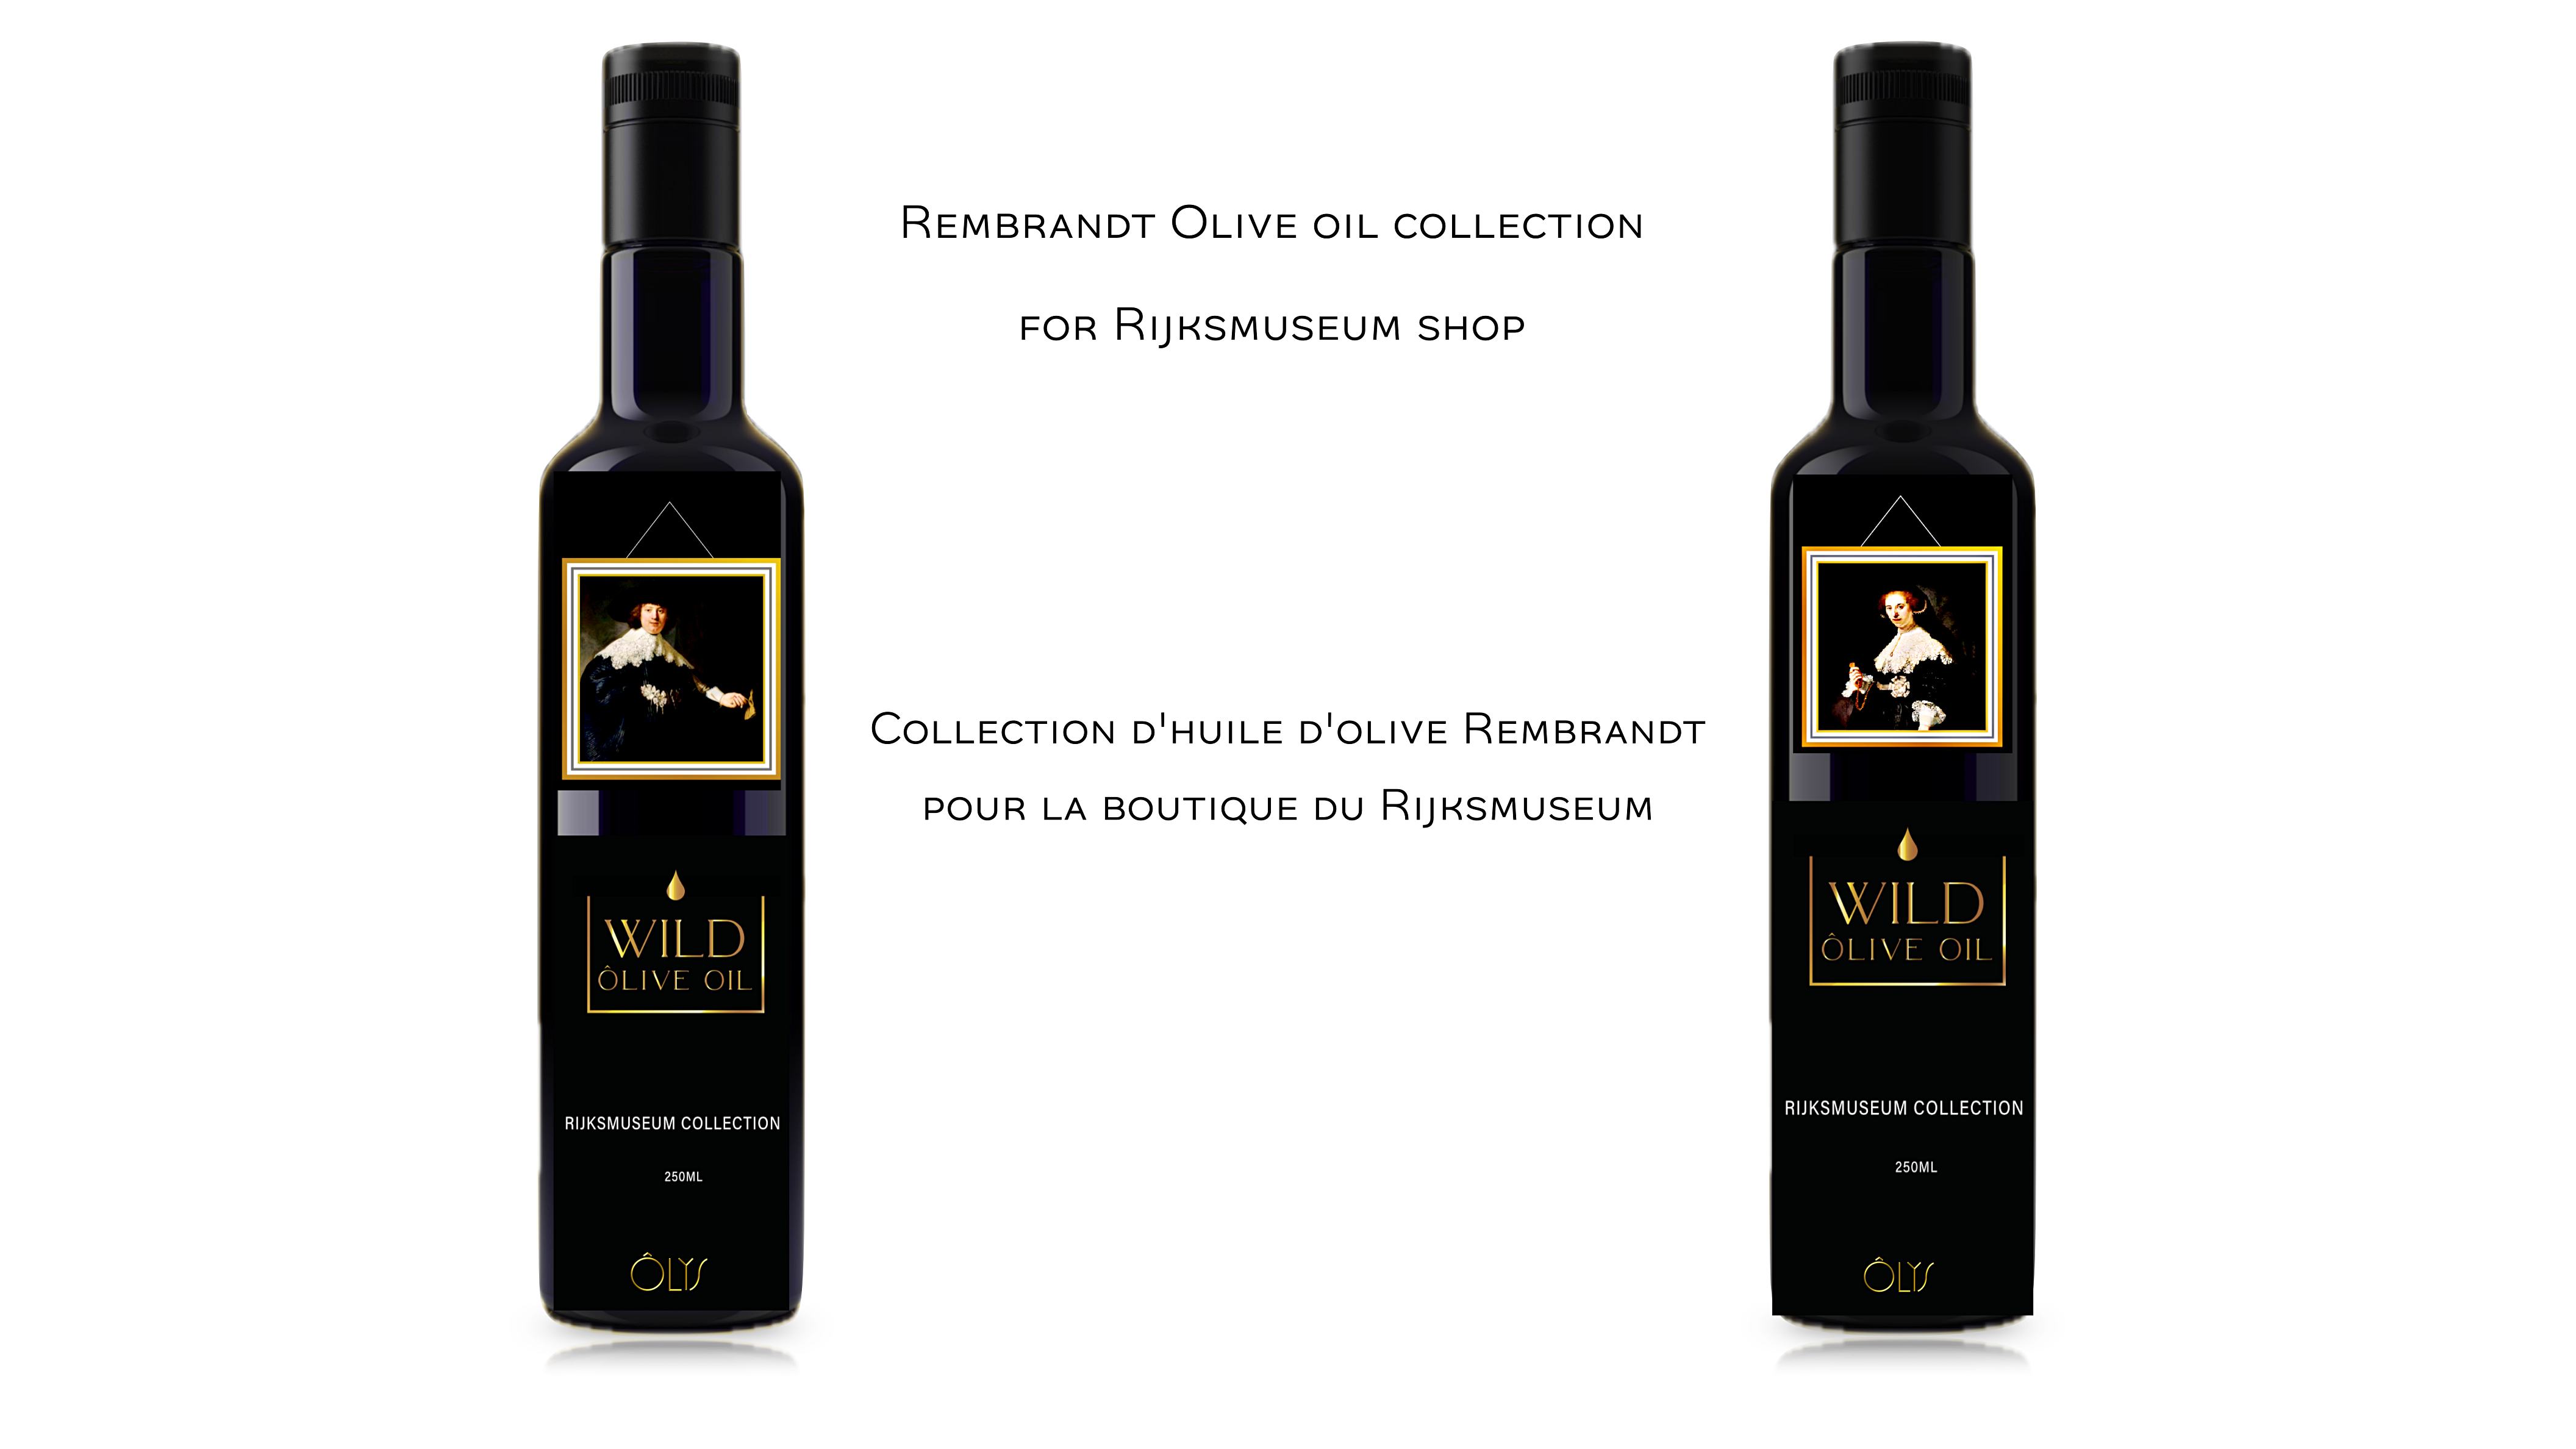 Rembrandt Olive oil collection
for Rijksmuseum shop
Collection d'huile d'olive Rembrandt
pour la boutique du Rijksmuseum
WILD
ÔLIVE OIL
RIJKSMUSEUM COLLECTION
250ML
ÔLYS
WILD
ÔLIVE OIL
RIJKSMUSEUM COLLECTION
250ML
ÔLYS